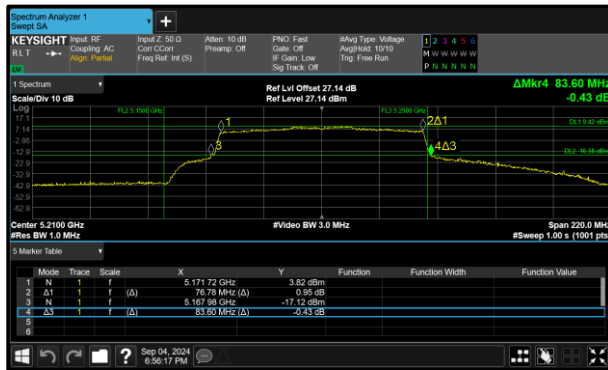 Spectrum Analyzer 1
Swept SA
+
KEYSIGHT Input: RF Input Z: 50 Ω Atten: 10 dB PNO: Fast #Avg Type: Voltage 1 2 3 4 5 6
RLT Coupling: AC Corr CCorr Preamp: Off Gate: Off Avg|Hold: 10/10 M W W W W W
Align: Partial Freq Ref: Int (S) IF Gain: Low Trig: Free Run
Sig Track: Off P N N N N N
1 Spectrum Ref Lvl Offset 27.14 dB ΔMkr4 83.60 MHz
Scale/Div 10 dB Ref Level 27.14 dBm -0.43 dB
Log
17.1
7.14
-2.86
-12.9
-22.9
-32.9
-42.9
-52.9
-62.9
FL2 5.1500 GHz
FL3 5.2500 GHz
1
2Δ1
DL1 9.42 dBm
3
4Δ3
DL2 -16.58 dBm
Center 5.2100 GHz #Video BW 3.0 MHz Span 220.0 MHz
#Res BW 1.0 MHz #Sweep 1.00 s (1001 pts)
5 Marker Table
Mode Trace Scale X Y Function Function Width Function Value
1 N 1 f 5.171 72 GHz 3.82 dBm
2 Δ1 1 f (Δ) 76.78 MHz (Δ) 0.95 dB
3 N 1 f 5.167 98 GHz -17.12 dBm
4 Δ3 1 f (Δ) 83.60 MHz (Δ) -0.43 dB
5
6
? Sep 04, 2024
6:56:17 PM